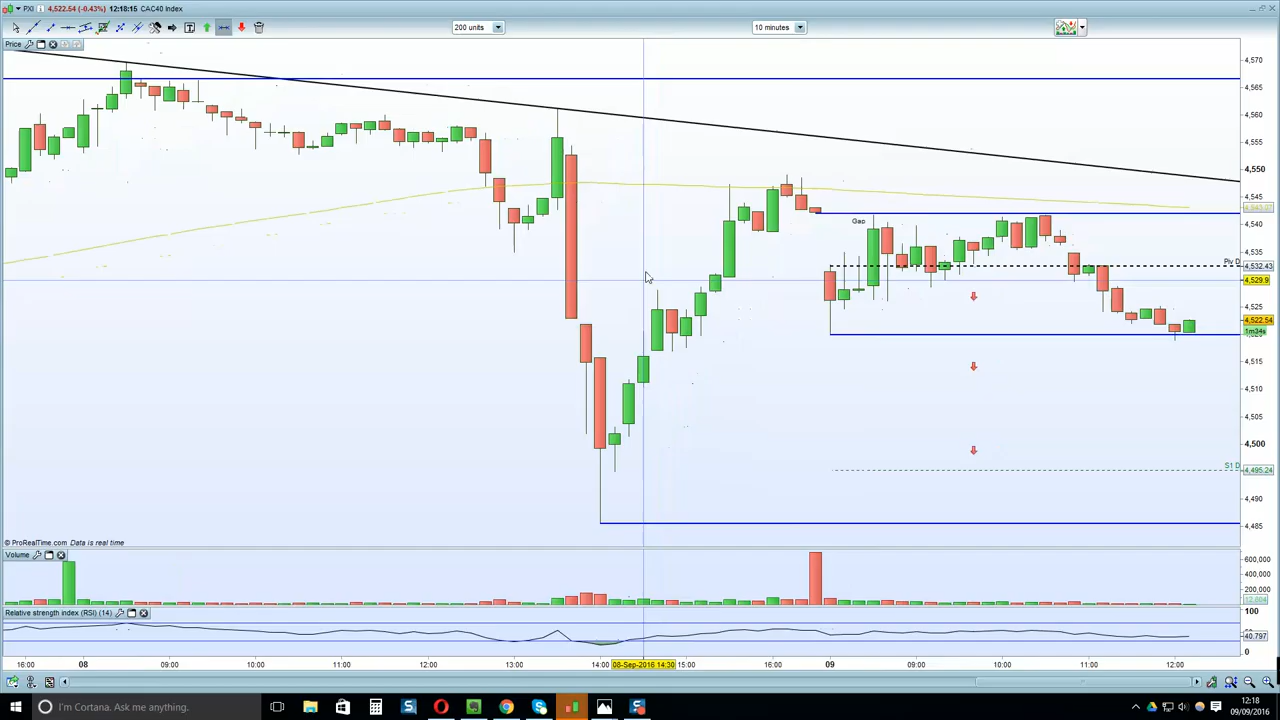 PXI 4,522.54 (-0.43%) 12:18:15 CAC40 Index
200 units
10 minutes
Price
4,570
4,565
4,560
4,555
4,550
4,545
4,543.07
4,540
Gap
4,535
Piv D
4,532.43
4,529.9
4,525
4,522.54
1m34s
4,515
4,510
4,505
4,500
S1 D
4,495.24
4,490
4,485
© ProRealTime.com Data is real time
Volume
600,000
400,000
200,000
Relative strength index (RSI) (14)
100
40.797
0
16:00 08 09:00 10:00 11:00 12:00 13:00 14:00 08-Sep-2016 14:30 15:00 16:00 09 09:00 10:00 11:00 12:00
I'm Cortana. Ask me anything.
12:18
09/09/2016